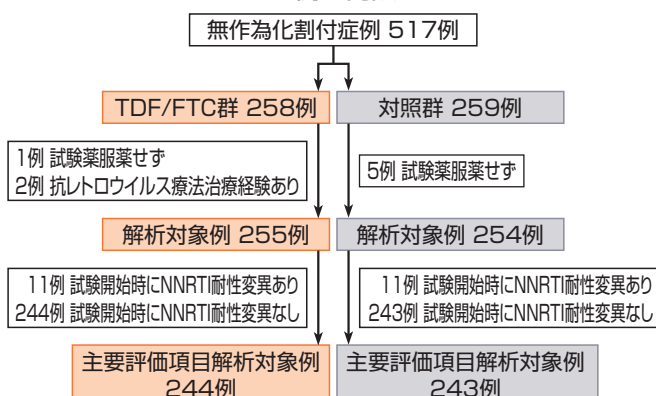 無作為化割付症例 517例
TDF/FTC群 258例
対照群 259例
1例 試験薬服薬せず
2例 抗レトロウイルス療法治療経験あり
5例 試験薬服薬せず
解析対象例 255例
解析対象例 254例
11例 試験開始時にNNRTI耐性変異あり
244例 試験開始時にNNRTI耐性変異なし
11例 試験開始時にNNRTI耐性変異あり
243例 試験開始時にNNRTI耐性変異なし
主要評価項目解析対象例
244例
主要評価項目解析対象例
243例